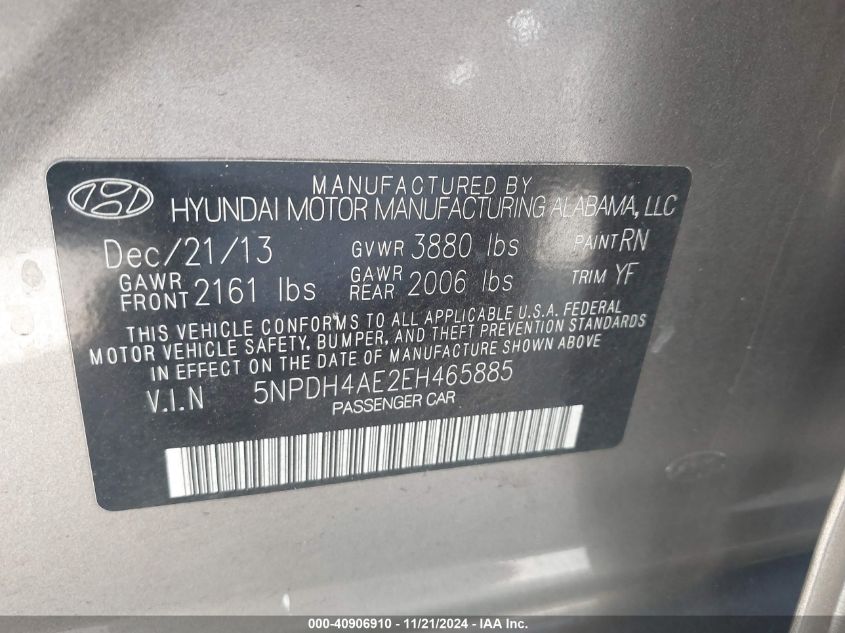 MANUFACTURED BY
HYUNDAI MOTOR MANUFACTURING ALABAMA, LLC
Dec/21/13 GVWR 3880 lbs PAINT RN
GAWR FRONT 2161 lbs GAWR REAR 2006 lbs TRIM YF
THIS VEHICLE CONFORMS TO ALL APPLICABLE U.S.A. FEDERAL
MOTOR VEHICLE SAFETY, BUMPER, AND THEFT PREVENTION STANDARDS
IN EFFECT ON THE DATE OF MANUFACTURE SHOWN ABOVE
V.I.N 5NPDH4AE2EH465885
PASSENGER CAR
000-40906910 - 11/21/2024 - IAA Inc.